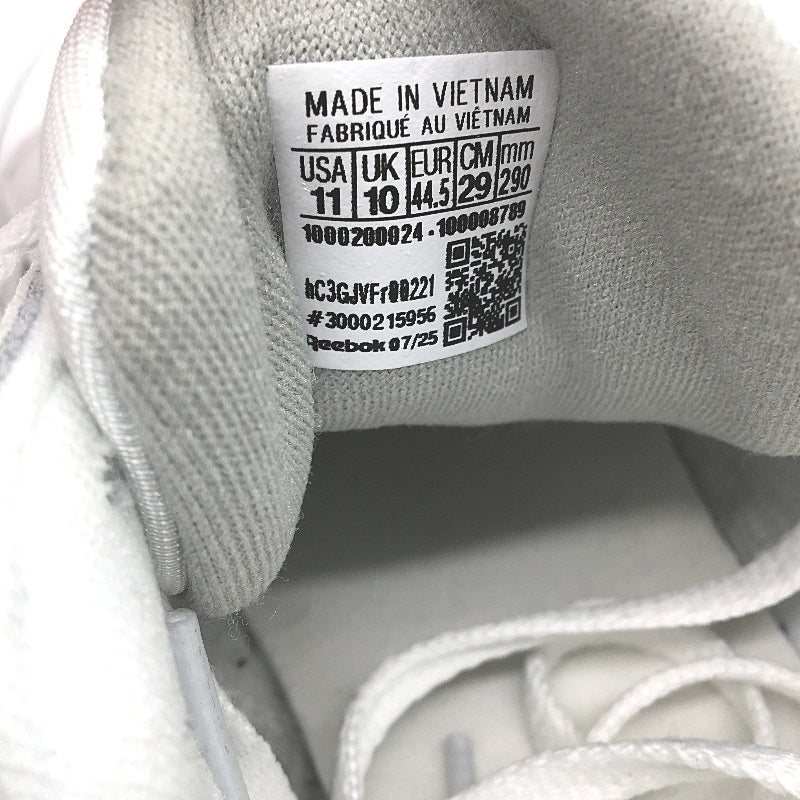 MADE IN VIETNAM
FABRIQUÉ AU VIÊTNAM
USA UK EUR CM mm
11 10 44.5 29 290
1000200024 - 100008789
#3000215956
Reebok 07/25